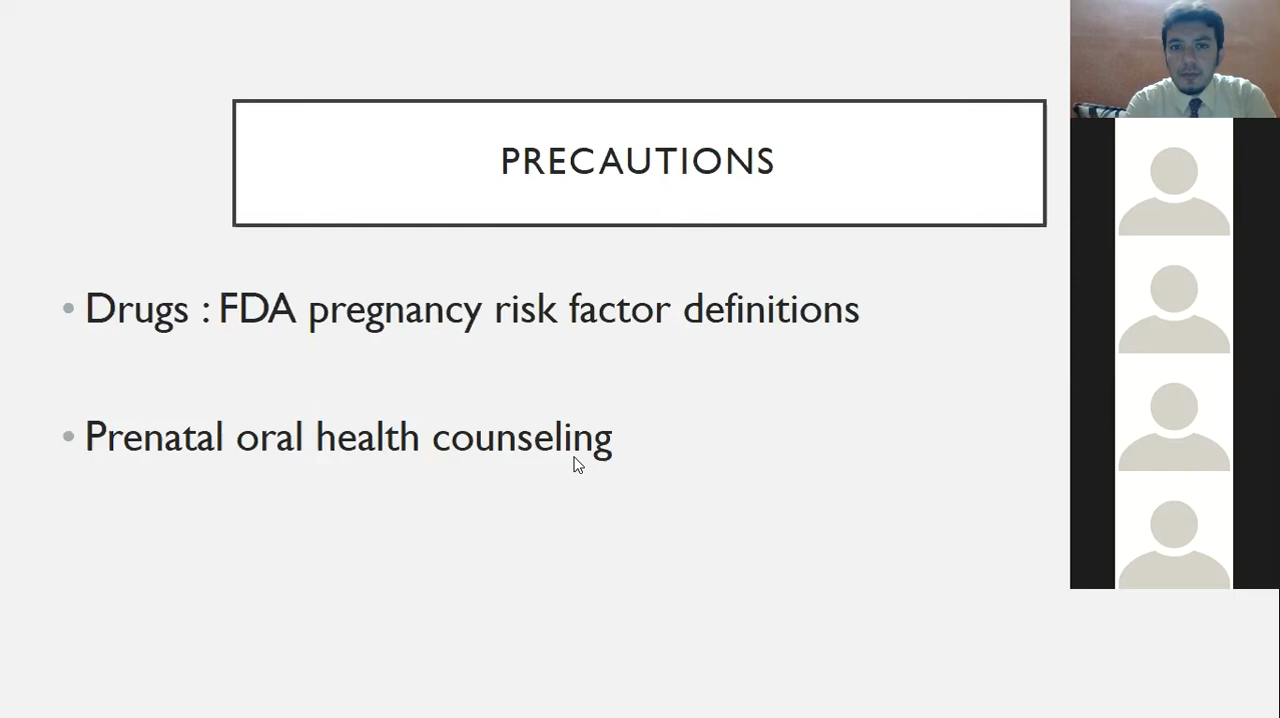 PRECAUTIONS
• Drugs : FDA pregnancy risk factor definitions
• Prenatal oral health counseling